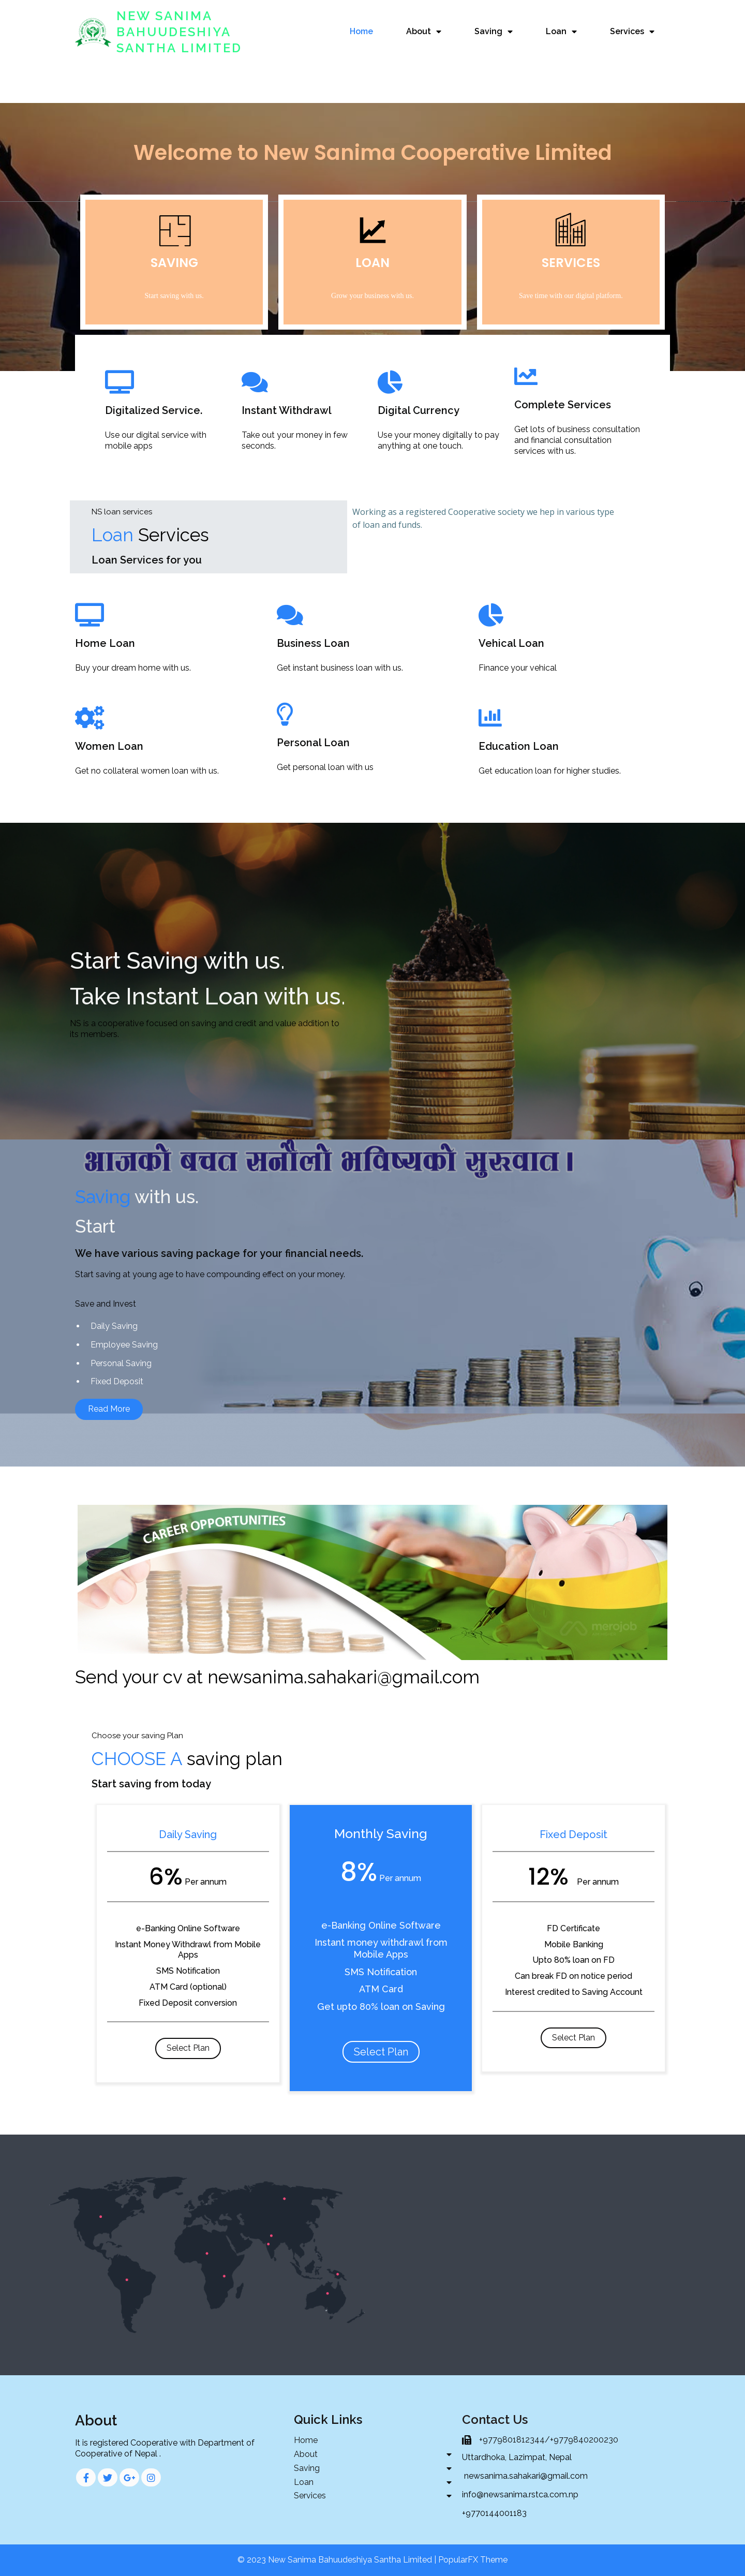 NEW SANIMA
BAHUUDESHIYA
SANTHA LIMITED
Home
About
Saving
Loan
Services
Welcome to New Sanima Cooperative Limited
SAVING
Start saving with us.
LOAN
Grow your business with us.
SERVICES
Save time with our digital platform.
Digitalized Service.
Use our digital service with
mobile apps
Instant Withdrawl
Take out your money in few
seconds.
Digital Currency
Use your money digitally to pay
anything at one touch.
Complete Services
Get lots of business consultation
and financial consultation
services with us.
NS loan services
Loan Services
Loan Services for you
Working as a registered Cooperative society we hep in various type
of loan and funds.
Home Loan
Buy your dream home with us.
Business Loan
Get instant business loan with us.
Vehical Loan
Finance your vehical
Women Loan
Get no collateral women loan with us.
Personal Loan
Get personal loan with us
Education Loan
Get education loan for higher studies.
Start Saving with us.
Take Instant Loan with us.
NS is a cooperative focused on saving and credit and value addition to
its members.
आजको बचत सुनौलो भविष्यको सुरुवात ।
Saving with us.
Start
We have various saving package for your financial needs.
Start saving at young age to have compounding effect on your money.
Save and Invest
• Daily Saving
• Employee Saving
• Personal Saving
• Fixed Deposit
Read More
CAREER OPPORTUNITIES
merojob
Send your cv at newsanima.sahakari@gmail.com
Choose your saving Plan
CHOOSE A saving plan
Start saving from today
Daily Saving
6% Per annum
e-Banking Online Software
Instant Money Withdrawl from Mobile
Apps
SMS Notification
ATM Card (optional)
Fixed Deposit conversion
Select Plan
Monthly Saving
8% Per annum
e-Banking Online Software
Instant money withdrawl from
Mobile Apps
SMS Notification
ATM Card
Get upto 80% loan on Saving
Select Plan
Fixed Deposit
12% Per annum
FD Certificate
Mobile Banking
Upto 80% loan on FD
Can break FD on notice period
Interest credited to Saving Account
Select Plan
About
It is registered Cooperative with Department of
Cooperative of Nepal .
Quick Links
Home
About
Saving
Loan
Services
Contact Us
+9779801812344/+9779840200230
Uttardhoka, Lazimpat, Nepal
newsanima.sahakari@gmail.com
info@newsanima.rstca.com.np
+9770144001183
© 2023 New Sanima Bahuudeshiya Santha Limited | PopularFX Theme